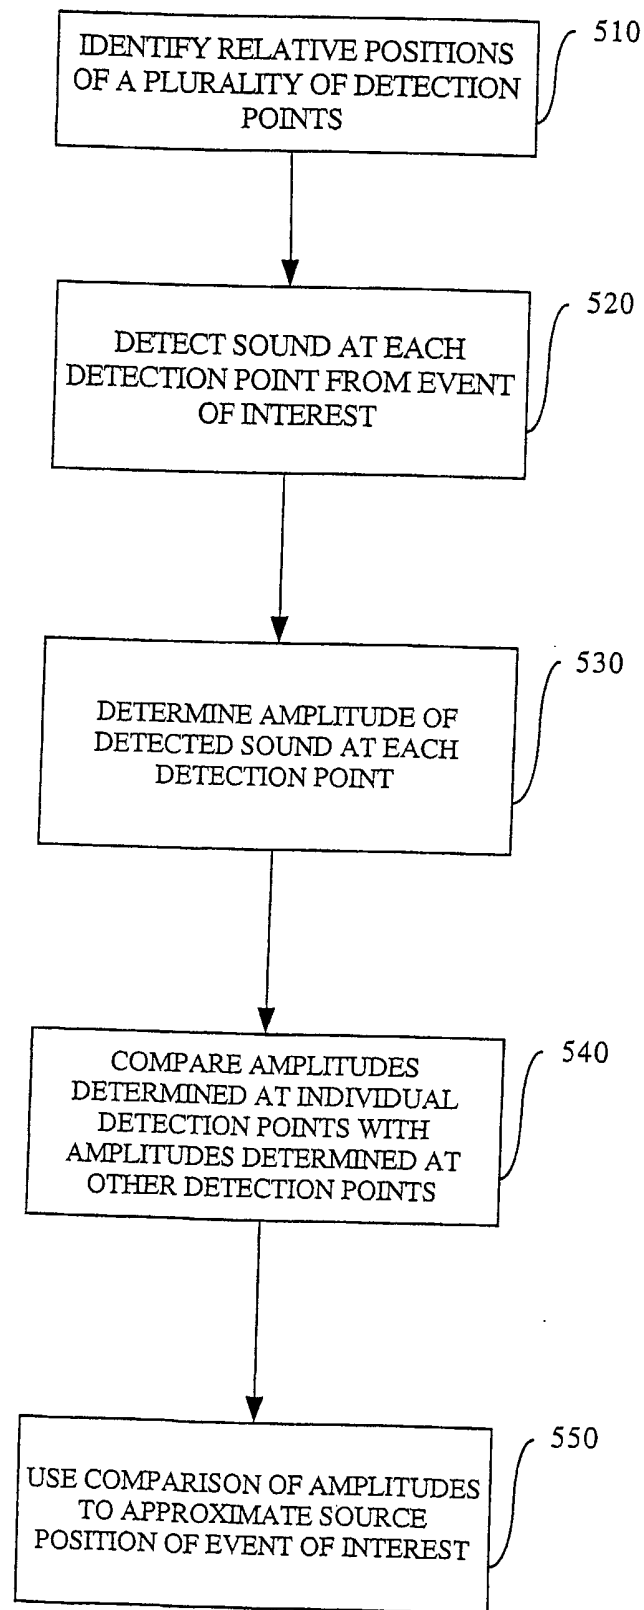 IDENTIFY RELATIVE POSITIONS
OF A PLURALITY OF DETECTION
POINTS
510
DETECT SOUND AT EACH
DETECTION POINT FROM EVENT
OF INTEREST
520
DETERMINE AMPLITUDE OF
DETECTED SOUND AT EACH
DETECTION POINT
530
COMPARE AMPLITUDES
DETERMINED AT INDIVIDUAL
DETECTION POINTS WITH
AMPLITUDES DETERMINED AT
OTHER DETECTION POINTS
540
USE COMPARISON OF AMPLITUDES
TO APPROXIMATE SOURCE
POSITION OF EVENT OF INTEREST
550